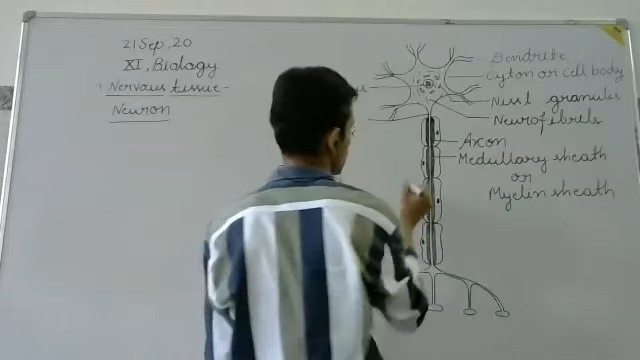 21 Sep, 20
XI, Biology
Nervous tissue
Neuron
Dendrite
Cyton or Cell body
Nissl granules
Neurofibrils
Axon
Medullary sheath
or
Myelin sheath